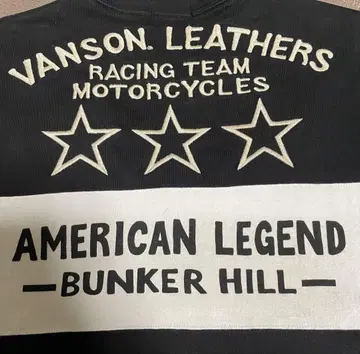 VANSON. LEATHERS
RACING TEAM
MOTORCYCLES
AMERICAN LEGEND
—BUNKER HILL—